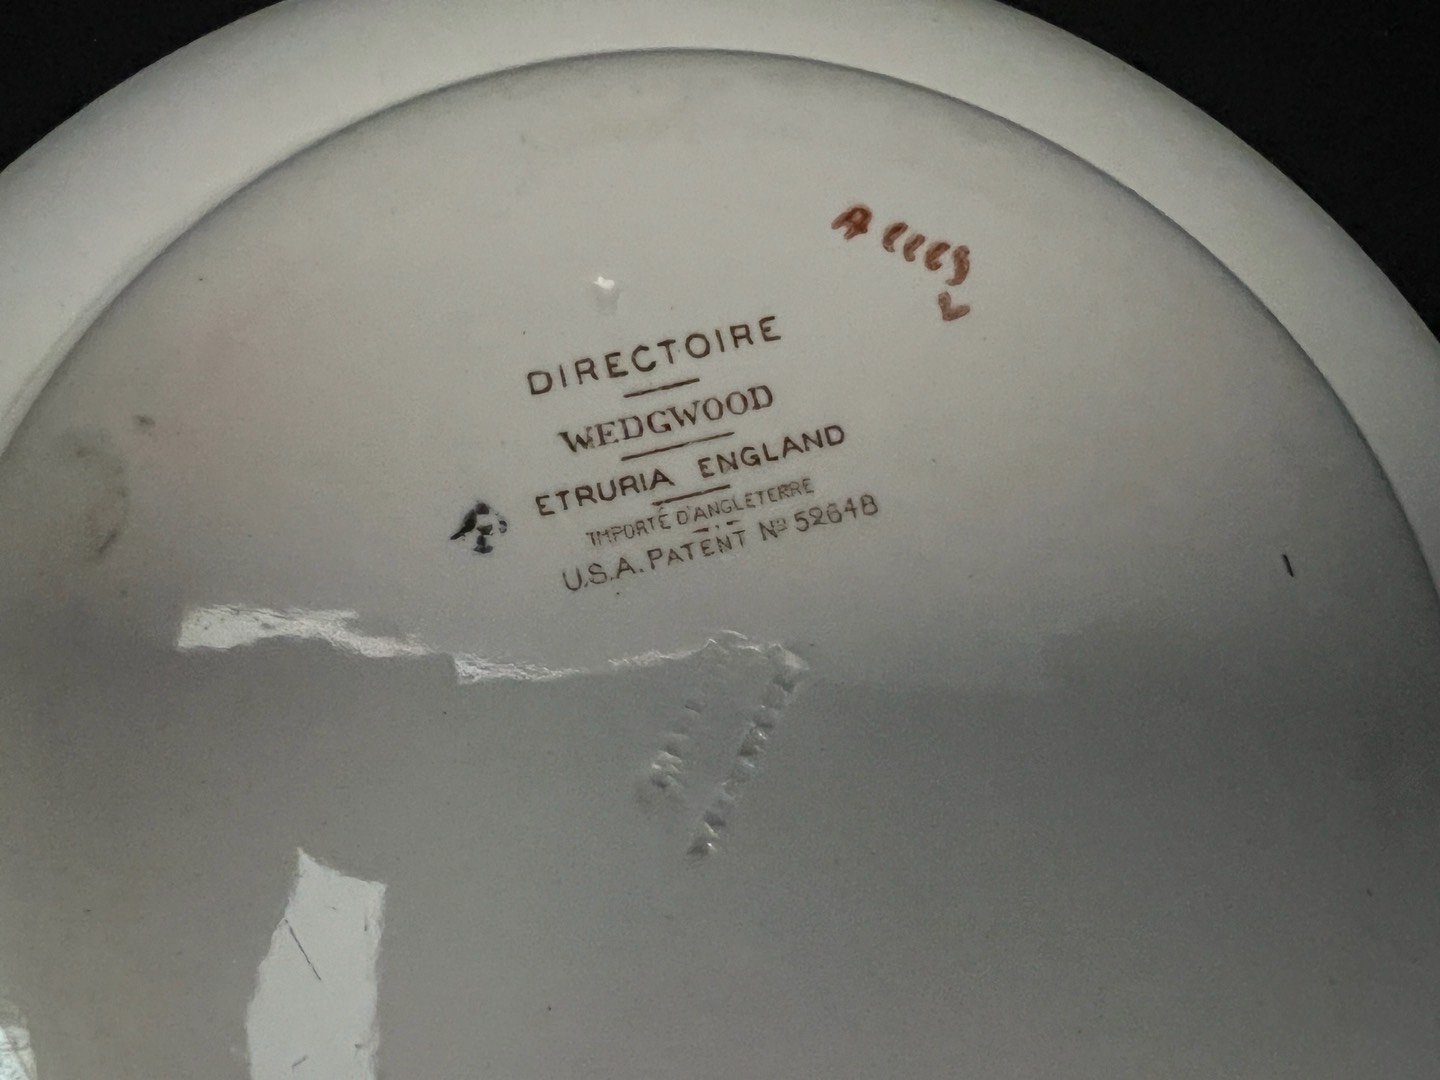 DIRECTOIRE
WEDGWOOD
ETRURIA ENGLAND
IMPORTÉ D'ANGLETERRE
U.S.A. PATENT Nº 52648